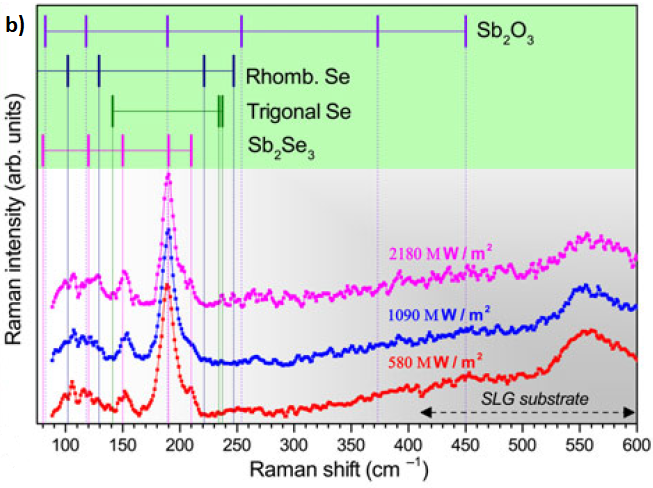 b)
Sb₂O₃
Rhomb. Se
Trigonal Se
Sb₂Se₃
Raman intensity (arb. units)
2180 MW / m²
1090 MW / m²
580 MW / m²
SLG substrate
100 150 200 250 300 350 400 450 500 550 600
Raman shift (cm ⁻¹)